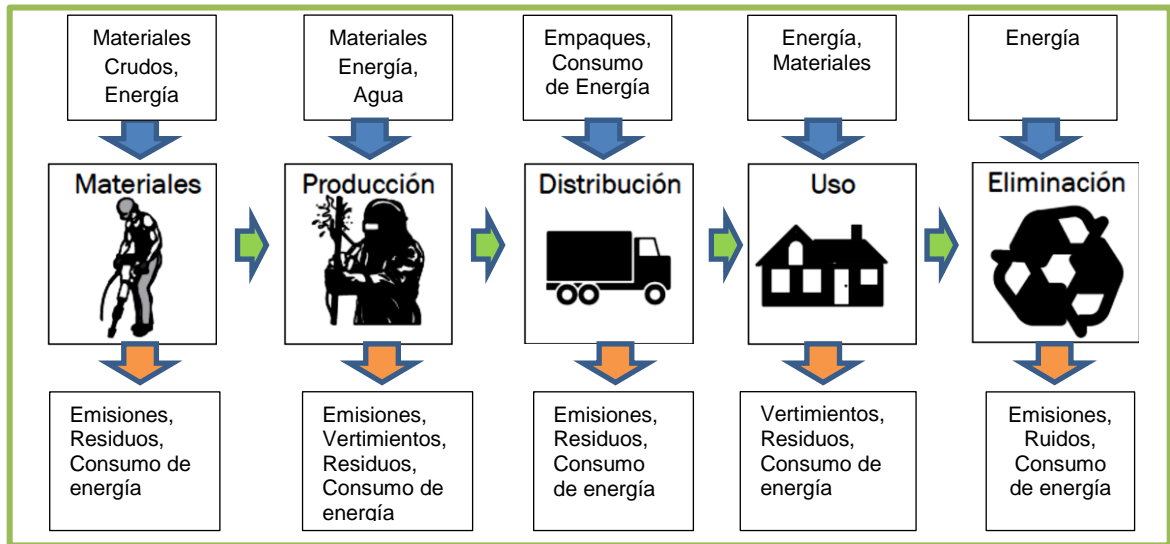 Materiales
Crudos,
Energía
Materiales
Energía,
Agua
Empaques,
Consumo
de Energía
Energía,
Materiales
Energía
Materiales
Producción
Distribución
Uso
Eliminación
Emisiones,
Residuos,
Consumo de
energía
Emisiones,
Vertimientos,
Residuos,
Consumo de
energía
Emisiones,
Residuos,
Consumo
de energía
Vertimientos,
Residuos,
Consumo de
energía
Emisiones,
Ruidos,
Consumo
de energía